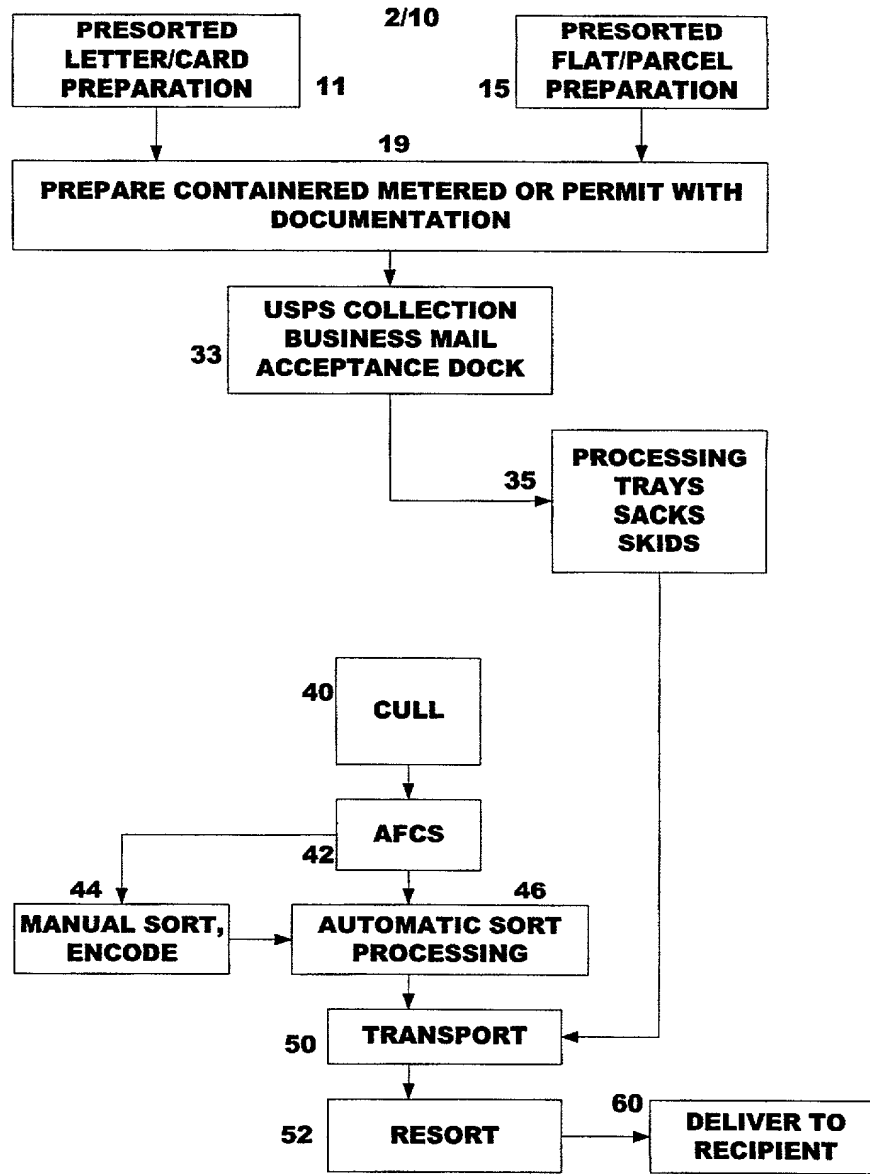 2/10
PRESORTED
LETTER/CARD
PREPARATION
11
PRESORTED
FLAT/PARCEL
PREPARATION
15
19
PREPARE CONTAINERED METERED OR PERMIT WITH
DOCUMENTATION
USPS COLLECTION
BUSINESS MAIL
ACCEPTANCE DOCK
33
PROCESSING
TRAYS
SACKS
SKIDS
35
40
CULL
AFCS
42
44
MANUAL SORT,
ENCODE
46
AUTOMATIC SORT
PROCESSING
TRANSPORT
50
RESORT
52
60
DELIVER TO
RECIPIENT